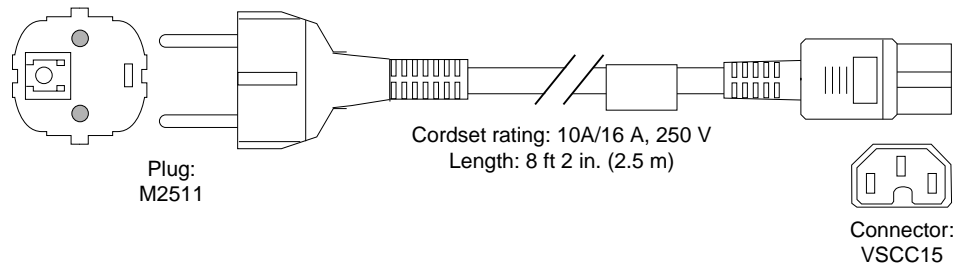 Cordset rating: 10A/16 A, 250 V
Length: 8 ft 2 in. (2.5 m)
Plug:
M2511
Connector:
VSCC15